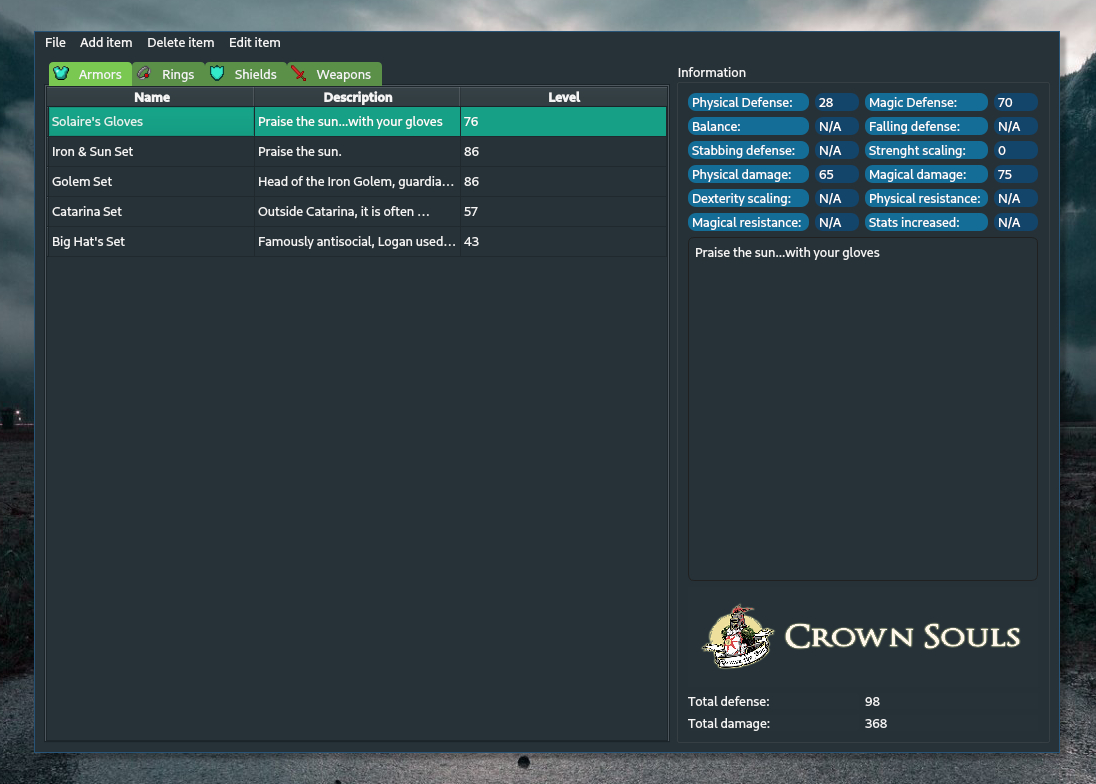 File Add item Delete item Edit item
Armors Rings Shields Weapons
Name Description Level
Solaire's Gloves Praise the sun...with your gloves 76
Iron & Sun Set Praise the sun. 86
Golem Set Head of the Iron Golem, guardia... 86
Catarina Set Outside Catarina, it is often ... 57
Big Hat's Set Famously antisocial, Logan used... 43
Information
Physical Defense: 28 Magic Defense: 70
Balance: N/A Falling defense: N/A
Stabbing defense: N/A Strenght scaling: 0
Physical damage: 65 Magical damage: 75
Dexterity scaling: N/A Physical resistance: N/A
Magical resistance: N/A Stats increased: N/A
Praise the sun...with your gloves
Crown Souls
Total defense: 98
Total damage: 368